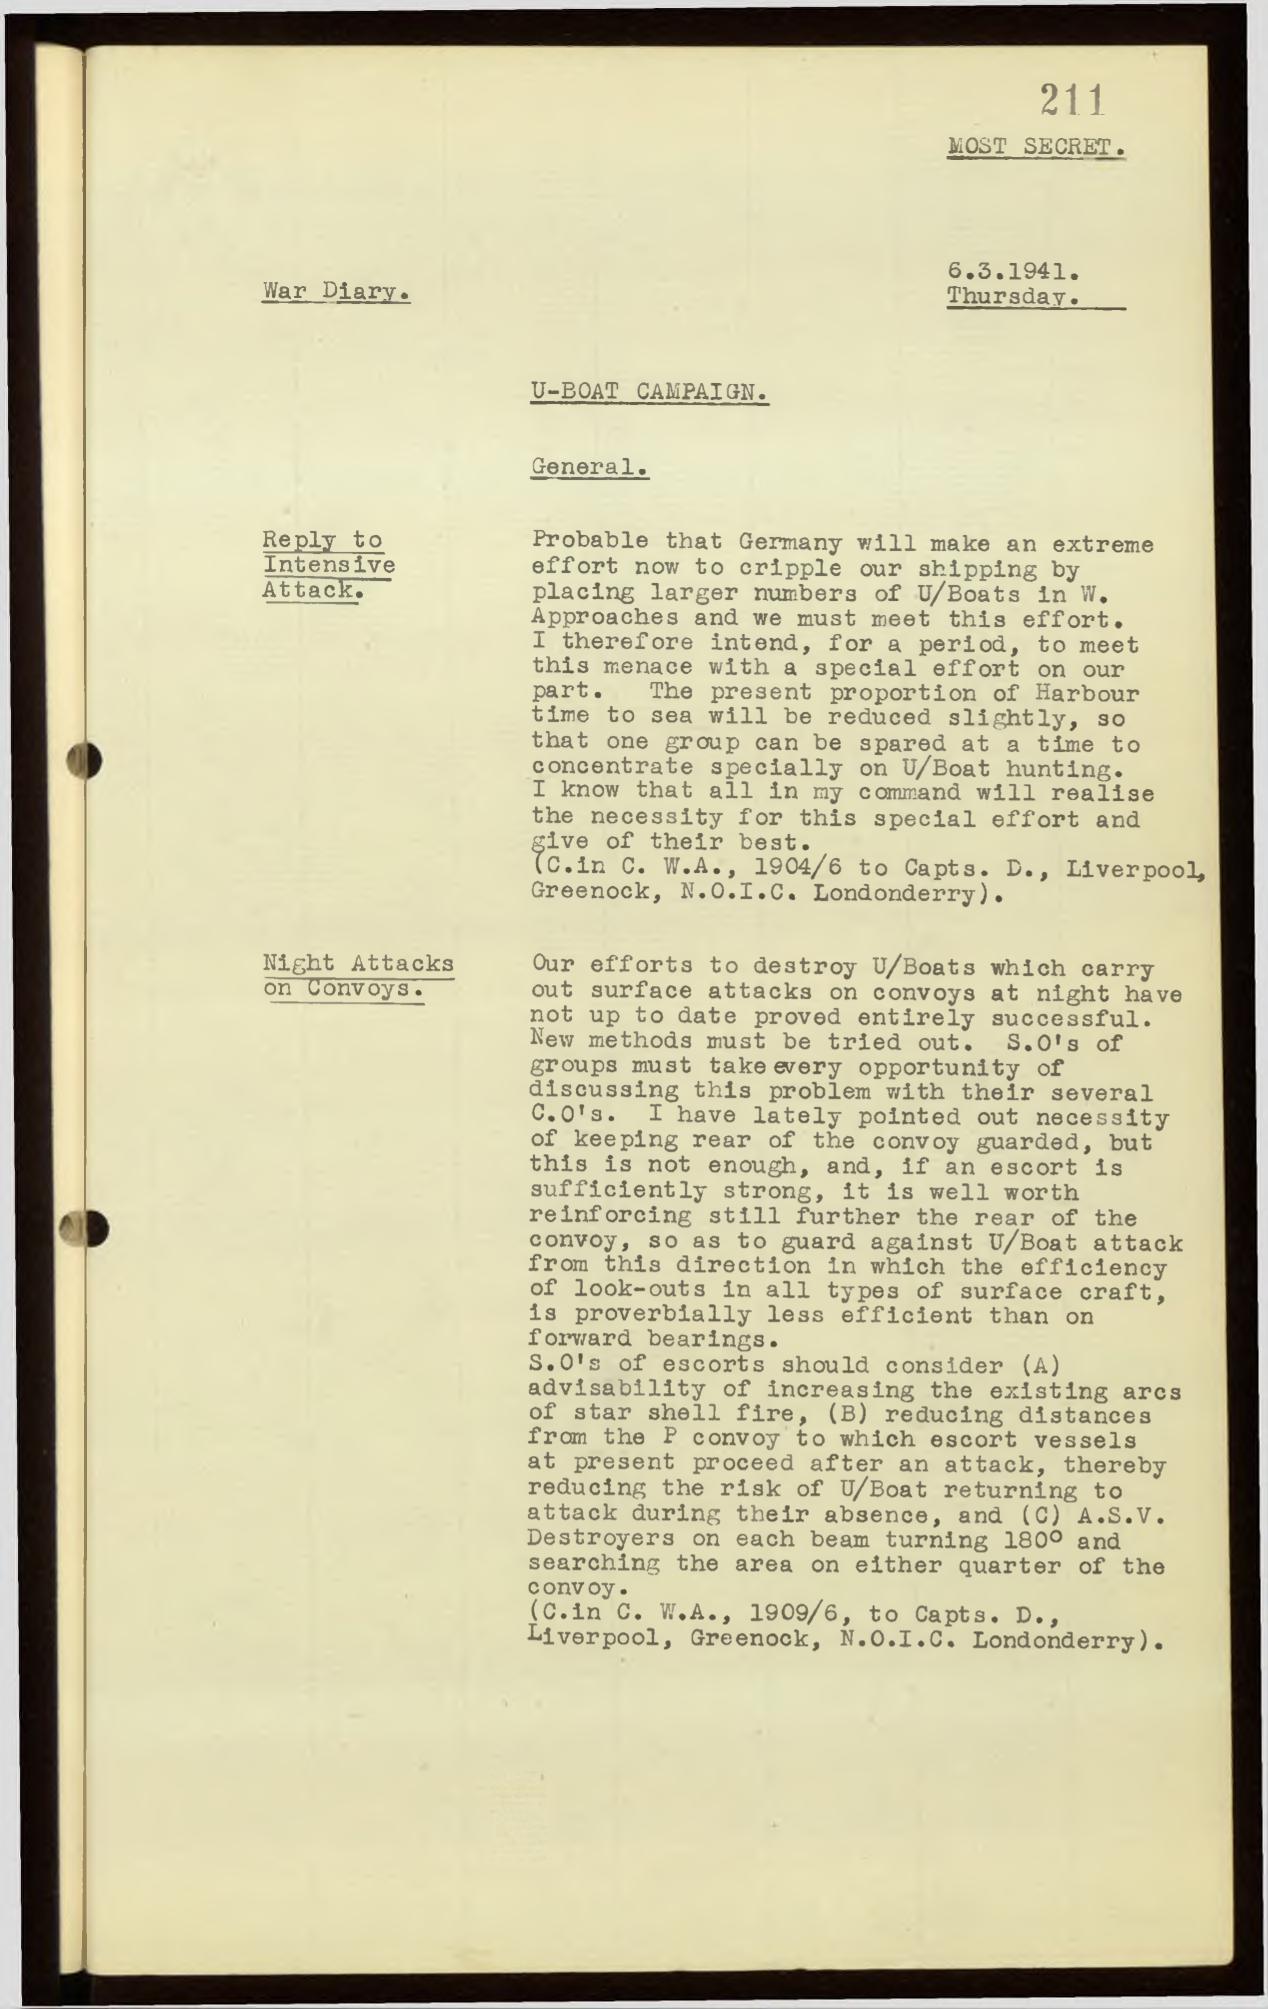 211
MOST SECRET.
6.3.1941.
War Diary.
Thursday.
U-BOAT CAMPAIGN.
General.
Reply to
Intensive
Attack.
Probable that Germany will make an extreme
effort now to cripple our shipping by
placing larger numbers of U/Boats in W.
Approaches and we must meet this effort.
I therefore intend, for a period, to meet
this menace with a special effort on our
part. The present proportion of Harbour
time to sea will be reduced slightly, so
that one group can be spared at a time to
concentrate specially on U/Boat hunting.
I know that all in my command will realise
the necessity for this special effort and
give of their best.
(C.in C. W.A., 1904/6 to Capts. D., Liverpool,
Greenock, N.O.I.C. Londonderry).
Night Attacks
on Convoys.
Our efforts to destroy U/Boats which carry
out surface attacks on convoys at night have
not up to date proved entirely successful.
New methods must be tried out. S.O's of
groups must take every opportunity of
discussing this problem with their several
C.O's. I have lately pointed out necessity
of keeping rear of the convoy guarded, but
this is not enough, and, if an escort is
sufficiently strong, it is well worth
reinforcing still further the rear of the
convoy, so as to guard against U/Boat attack
from this direction in which the efficiency
of look-outs in all types of surface craft,
is proverbially less efficient than on
forward bearings.
S.O's of escorts should consider (A)
advisability of increasing the existing arcs
of star shell fire, (B) reducing distances
from the P convoy to which escort vessels
at present proceed after an attack, thereby
reducing the risk of U/Boat returning to
attack during their absence, and (C) A.S.V.
Destroyers on each beam turning 180° and
searching the area on either quarter of the
convoy.
(C.in C. W.A., 1909/6, to Capts. D.,
Liverpool, Greenock, N.O.I.C. Londonderry).